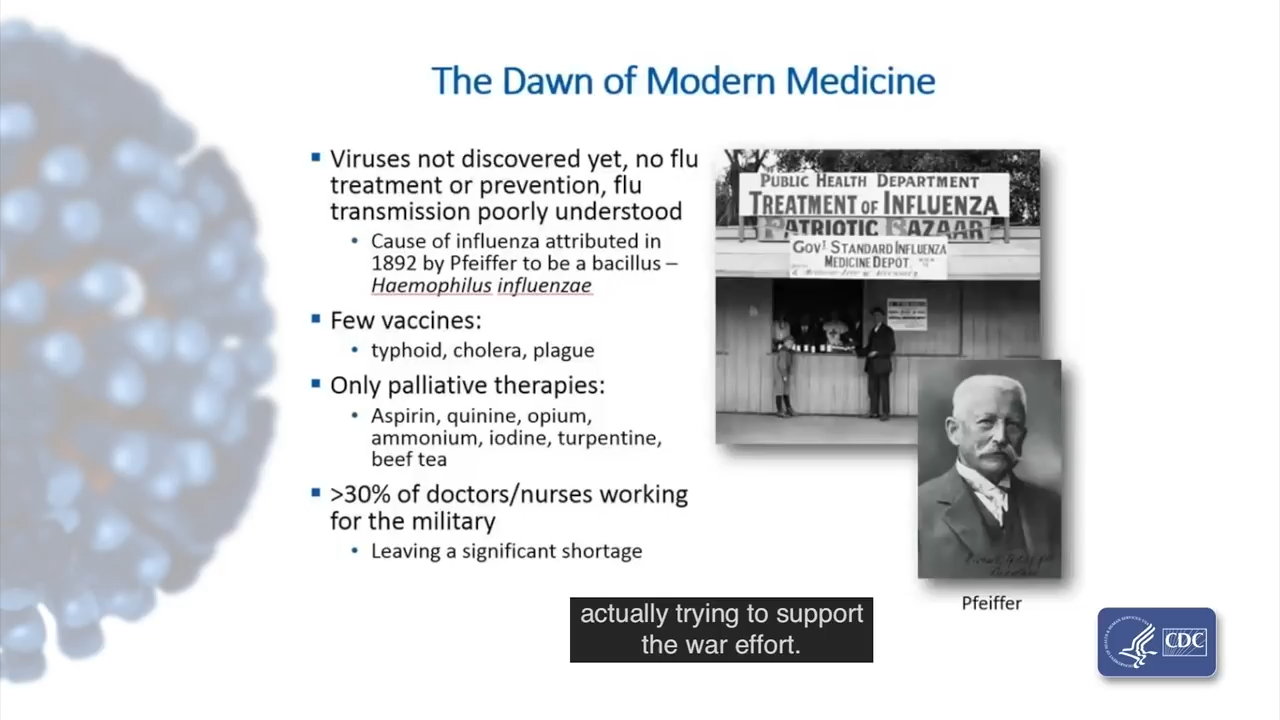 The Dawn of Modern Medicine
Viruses not discovered yet, no flu
treatment or prevention, flu
transmission poorly understood
Cause of influenza attributed in
1892 by Pfeiffer to be a bacillus –
Haemophilus influenzae
Few vaccines:
typhoid, cholera, plague
Only palliative therapies:
Aspirin, quinine, opium,
ammonium, iodine, turpentine,
beef tea
>30% of doctors/nurses working
for the military
Leaving a significant shortage
PUBLIC HEALTH DEPARTMENT
TREATMENT OF INFLUENZA
PATRIOTIC BAZAAR
GOV'T STANDARD INFLUENZA
MEDICINE DEPOT
Pfeiffer
actually trying to support
the war effort.
CDC